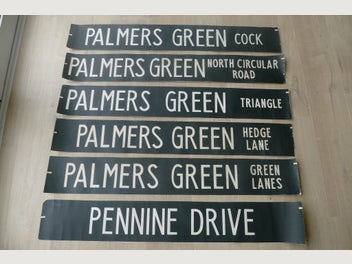 PALMERS GREEN COCK
PALMERS GREEN NORTH CIRCULAR
ROAD
PALMERS GREEN TRIANGLE
PALMERS GREEN HEDGE
LANE
PALMERS GREEN GREEN
LANES
PENNINE DRIVE